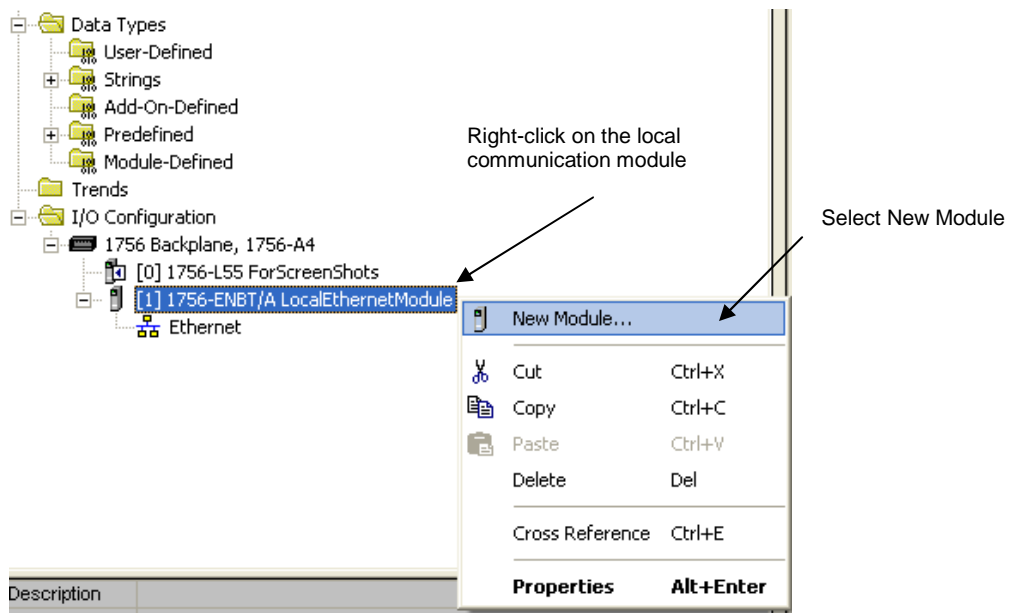 Data Types
User-Defined
Strings
Add-On-Defined
Predefined
Module-Defined
Trends
I/O Configuration
1756 Backplane, 1756-A4
[0] 1756-L55 ForScreenShots
[1] 1756-ENBT/A LocalEthernetModule
Ethernet
Right-click on the local
communication module
Select New Module
New Module...
Cut Ctrl+X
Copy Ctrl+C
Paste Ctrl+V
Delete Del
Cross Reference Ctrl+E
Properties Alt+Enter
Description